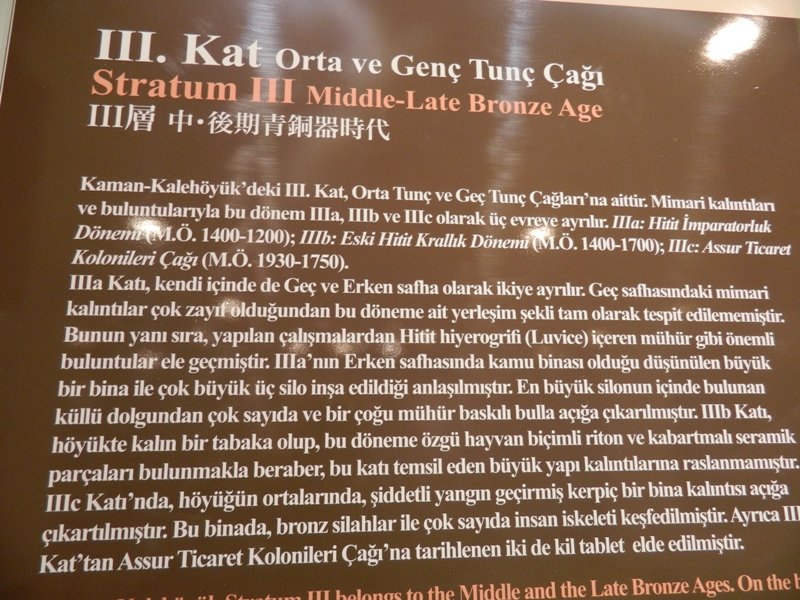 III. Kat Orta ve Genç Tunç Çağı
Stratum III Middle-Late Bronze Age
III層 中・後期青銅器時代
Kaman-Kalehöyük'deki III. Kat, Orta Tunç ve Geç Tunç Çağları'na aittir. Mimari kalıntıları
ve buluntularıyla bu dönem IIIa, IIIb ve IIIc olarak üç evreye ayrılır. IIIa: Hitit İmparatorluk
Dönemi (M.Ö. 1400-1200); IIIb: Eski Hitit Krallık Dönemi (M.Ö. 1400-1700); IIIc: Assur Ticaret
Kolonileri Çağı (M.Ö. 1930-1750).
IIIa Katı, kendi içinde de Geç ve Erken safha olarak ikiye ayrılır. Geç safhasındaki mimari
kalıntılar çok zayıf olduğundan bu döneme ait yerleşim şekli tam olarak tespit edilememiştir.
Bunun yanı sıra, yapılan çalışmalardan Hitit hiyerogrifi (Luvice) içeren mühür gibi önemli
buluntular ele geçmiştir. IIIa'nın Erken safhasında kamu binası olduğu düşünülen büyük
bir bina ile çok büyük üç silo inşa edildiği anlaşılmıştır. En büyük silonun içinde bulunan
küllü dolgundan çok sayıda ve bir çoğu mühür baskılı bulla açığa çıkarılmıştır. IIIb Katı,
höyükte kalın bir tabaka olup, bu döneme özgü hayvan biçimli riton ve kabartmalı seramik
parçaları bulunmakla beraber, bu katı temsil eden büyük yapı kalıntılarına raslanmamıştır.
IIIc Katı'nda, höyüğün ortalarında, şiddetli yangın geçirmiş kerpiç bir bina kalıntısı açığa
çıkartılmıştır. Bu binada, bronz silahlar ile çok sayıda insan iskeleti keşfedilmiştir. Ayrıca III
Kat'tan Assur Ticaret Kolonileri Çağı'na tarihlenen iki de kil tablet elde edilmiştir.
Stratum III belongs to the Middle and the Late Bronze Ages. On the